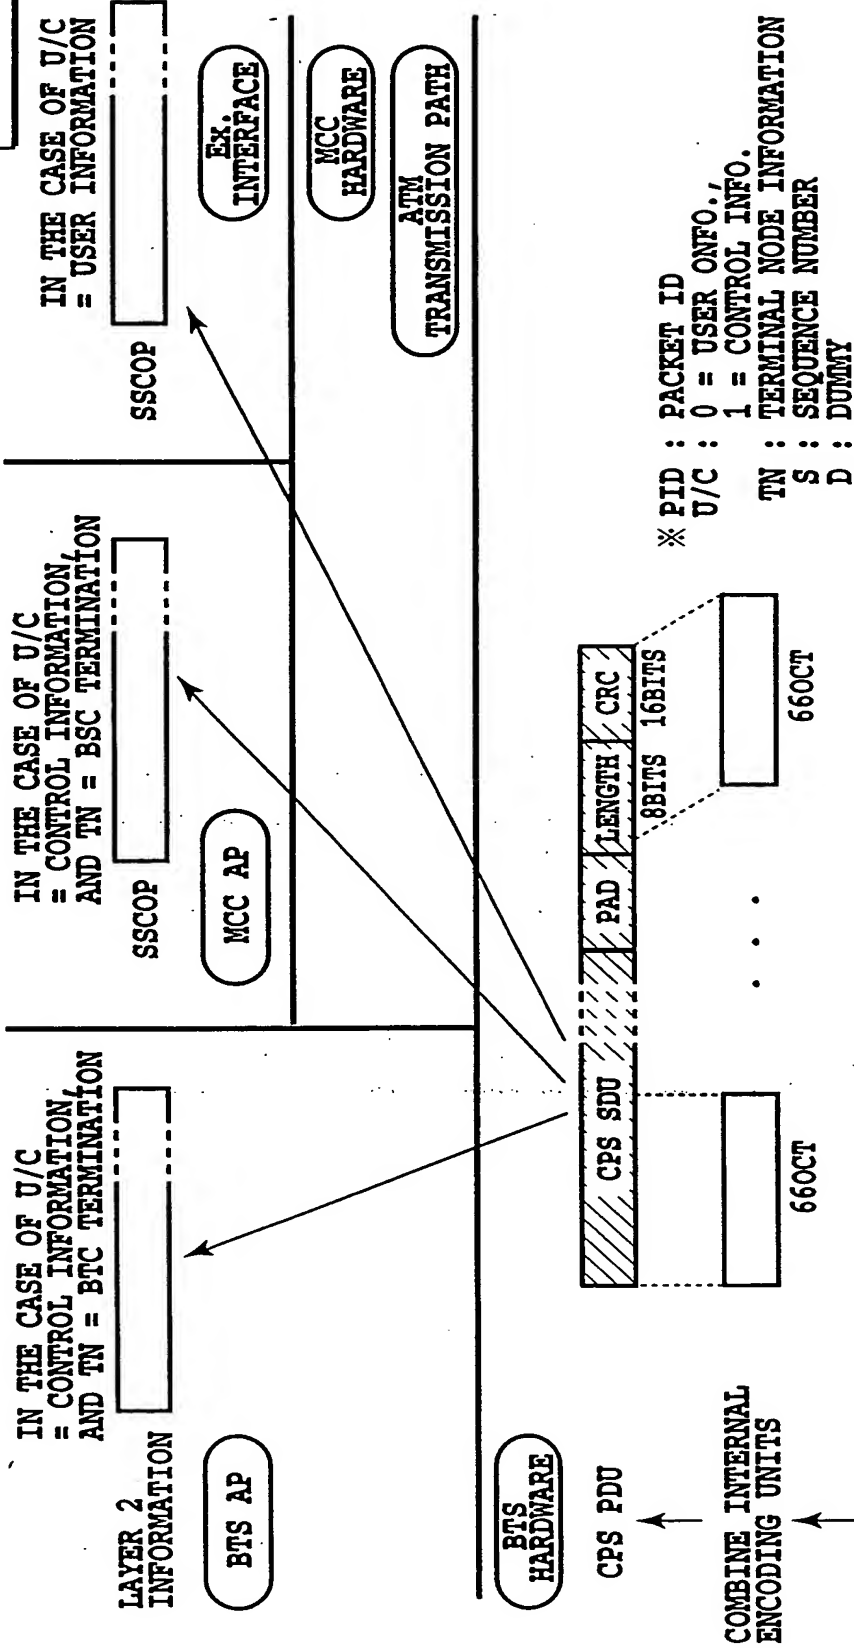 IN THE CASE OF U/C
= CONTROL INFORMATION,
AND TN = BTC TERMINATION
LAYER 2
INFORMATION
BTS AP
IN THE CASE OF U/C
= CONTROL INFORMATION,
AND TN = BSC TERMINATION
SSCOP
MCC AP
IN THE CASE OF U/C
= USER INFORMATION
SSCOP
Ex.
INTERFACE
MCC
HARDWARE
ATM
TRANSMISSION PATH
BTS
HARDWARE
CPS PDU
CPS SDU
PAD
LENGTH
CRC
8BITS
16BITS
COMBINE INTERNAL
ENCODING UNITS
66OCT
. . .
66OCT
※ PID : PACKET ID
U/C : 0 = USER ONFO.,
1 = CONTROL INFO.
TN : TERMINAL NODE INFORMATION
S : SEQUENCE NUMBER
D : DUMMY